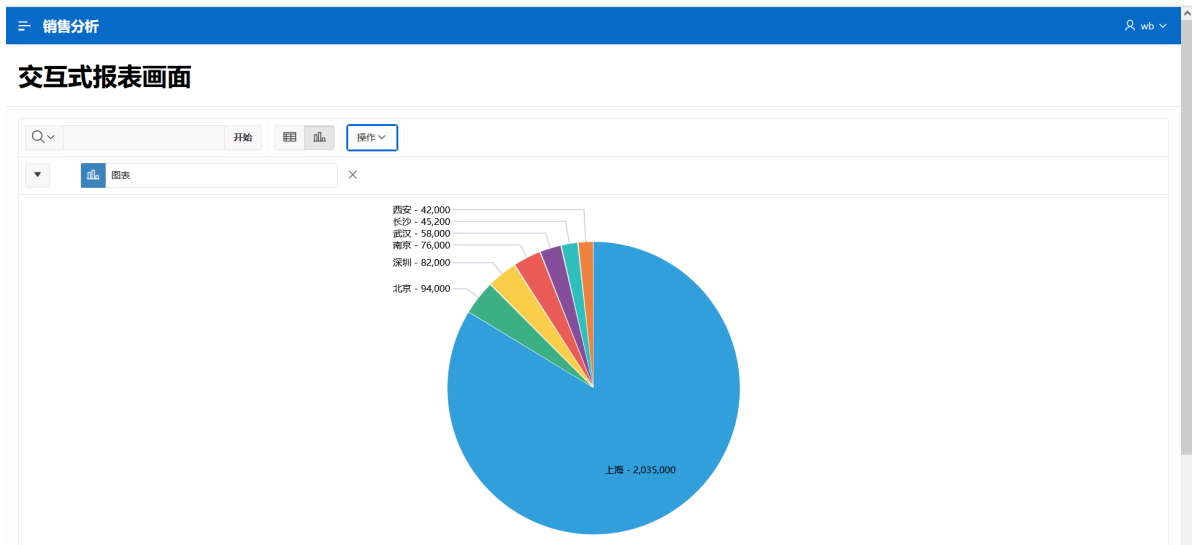 销售分析
wb
交互式报表画面
开始
操作
图表
西安 - 42,000
长沙 - 45,200
武汉 - 58,000
南京 - 76,000
深圳 - 82,000
北京 - 94,000
上海 - 2,035,000